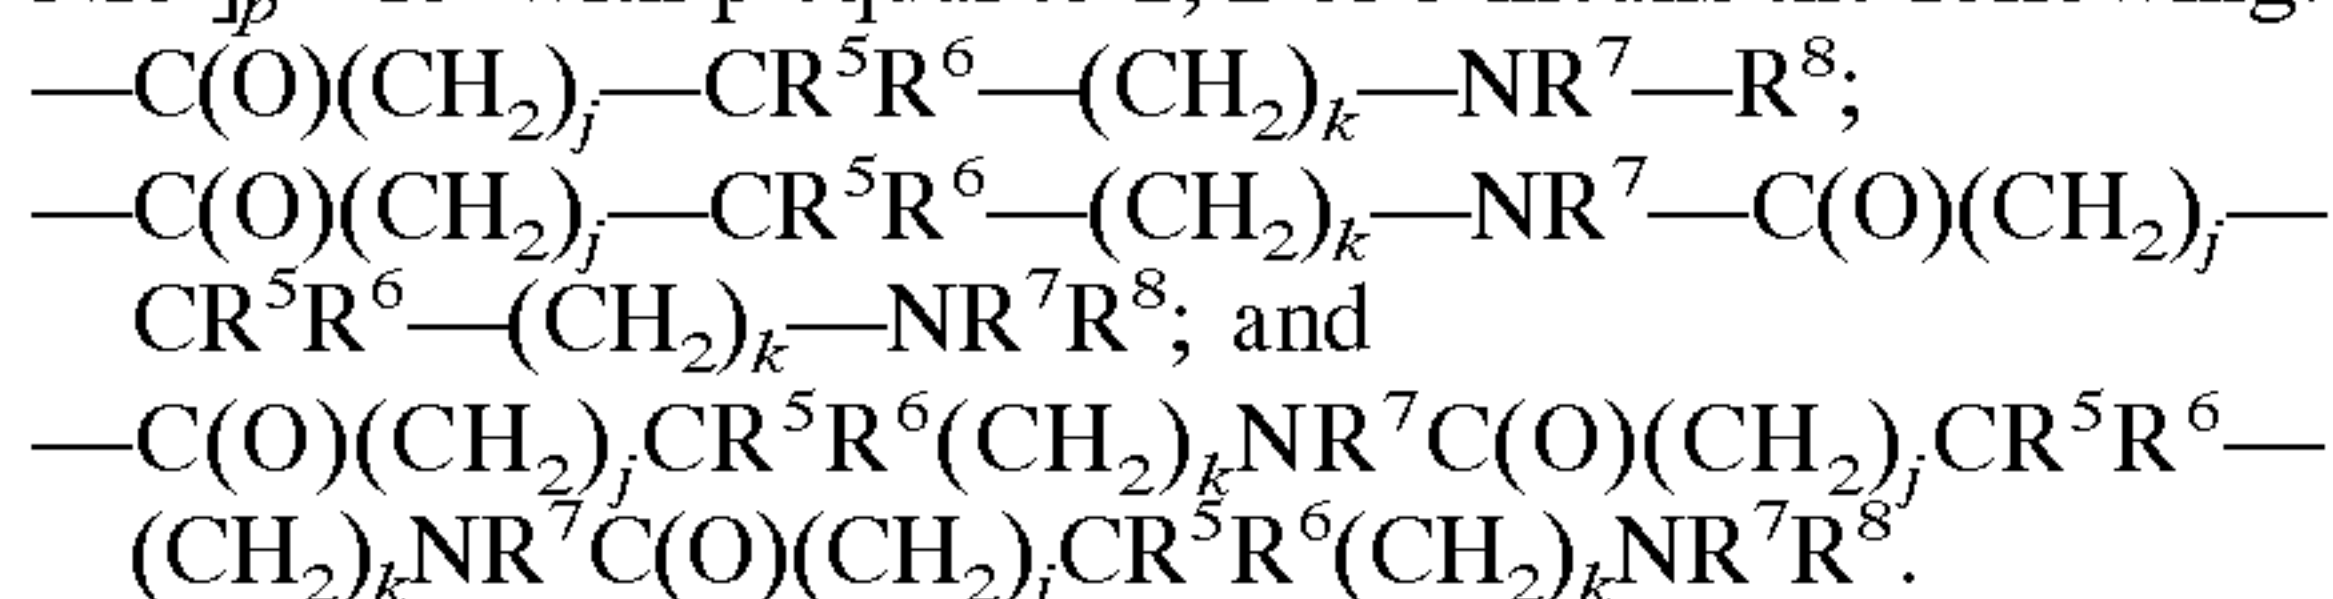 —C(O)(CH₂)ⱼ—CR⁵R⁶—(CH₂)ₖ—NR⁷—R⁸;
—C(O)(CH₂)ⱼ—CR⁵R⁶—(CH₂)ₖ—NR⁷—C(O)(CH₂)ⱼ—
CR⁵R⁶—(CH₂)ₖ—NR⁷R⁸; and
—C(O)(CH₂)ⱼCR⁵R⁶(CH₂)ₖNR⁷C(O)(CH₂)ⱼCR⁵R⁶—
(CH₂)ₖNR⁷C(O)(CH₂)ⱼCR⁵R⁶(CH₂)ₖNR⁷R⁸.